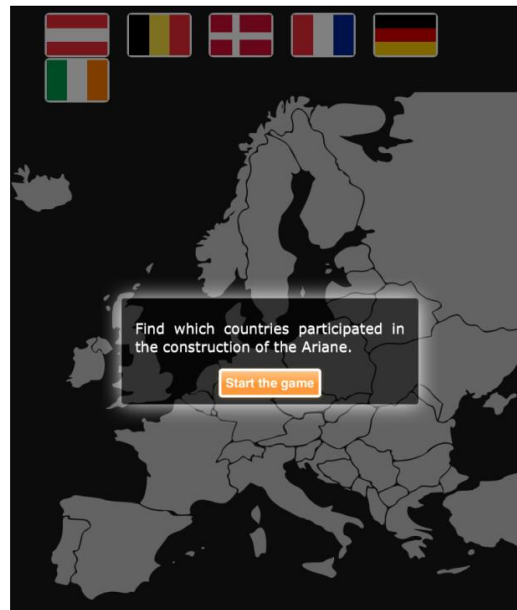 Find which countries participated in
the construction of the Ariane.
Start the game